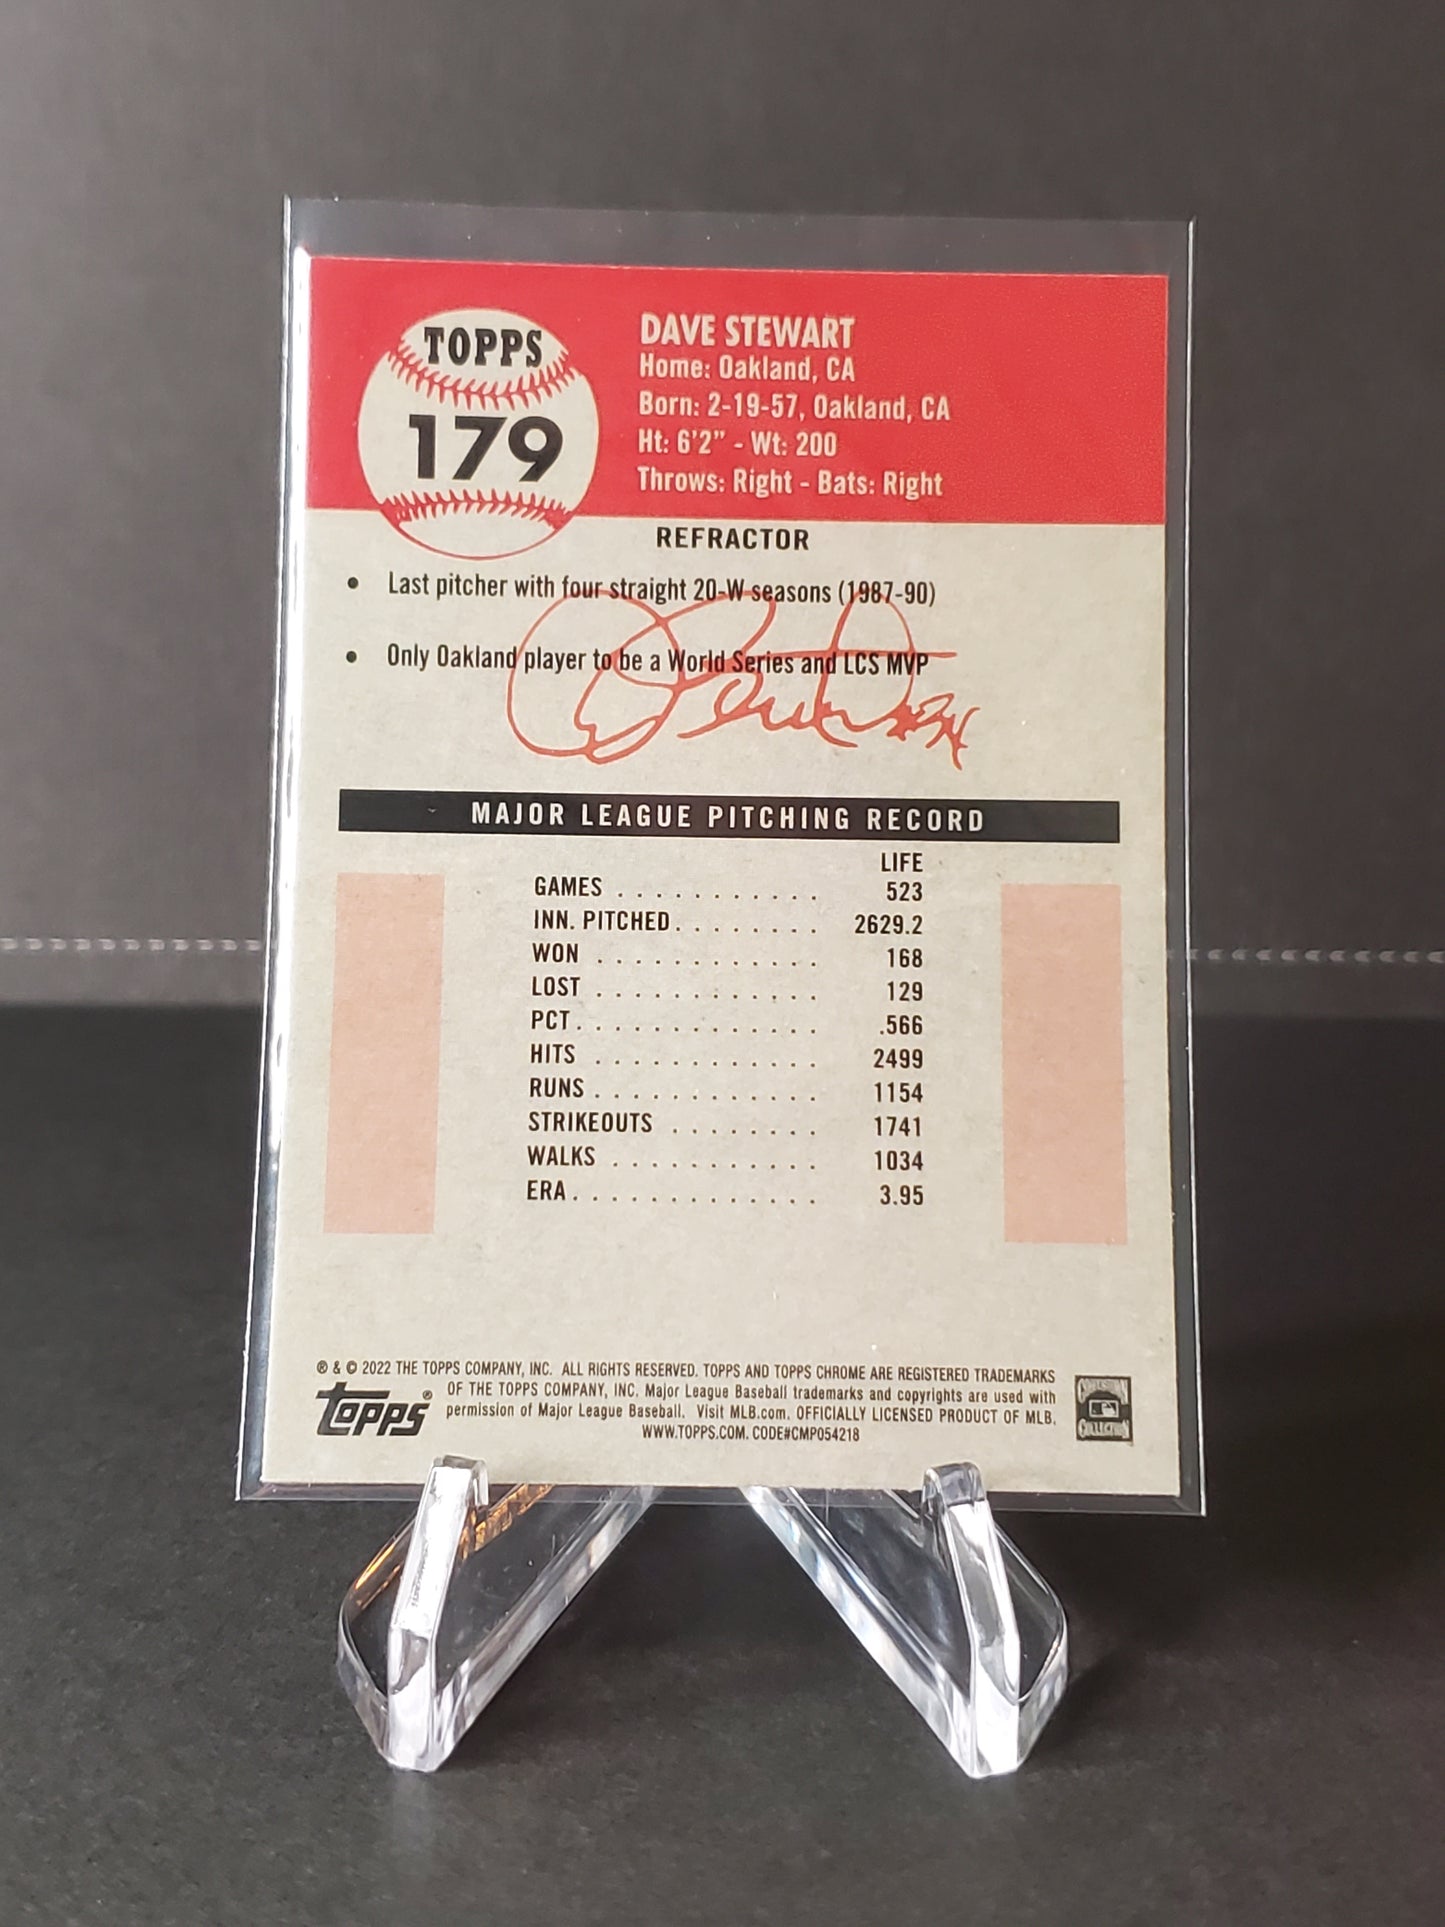 TOPPS
179
DAVE STEWART
Home: Oakland, CA
Born: 2-19-57, Oakland, CA
Ht: 6'2" - Wt: 200
Throws: Right - Bats: Right
REFRACTOR
• Last pitcher with four straight 20-W seasons (1987-90)
• Only Oakland player to be a World Series and LCS MVP
MAJOR LEAGUE PITCHING RECORD
LIFE
GAMES . . . . . . . . . . . 523
INN. PITCHED . . . . . . . . 2629.2
WON . . . . . . . . . . . . 168
LOST . . . . . . . . . . . . 129
PCT . . . . . . . . . . . . . .566
HITS . . . . . . . . . . . . 2499
RUNS . . . . . . . . . . . . 1154
STRIKEOUTS . . . . . . . . 1741
WALKS . . . . . . . . . . . 1034
ERA . . . . . . . . . . . . . 3.95
® & © 2022 THE TOPPS COMPANY, INC. ALL RIGHTS RESERVED. TOPPS AND TOPPS CHROME ARE REGISTERED TRADEMARKS
OF THE TOPPS COMPANY, INC. Major League Baseball trademarks and copyrights are used with
permission of Major League Baseball. Visit MLB.com. OFFICIALLY LICENSED PRODUCT OF MLB.
WWW.TOPPS.COM. CODE#CMP054218
Topps®
COLLECTION